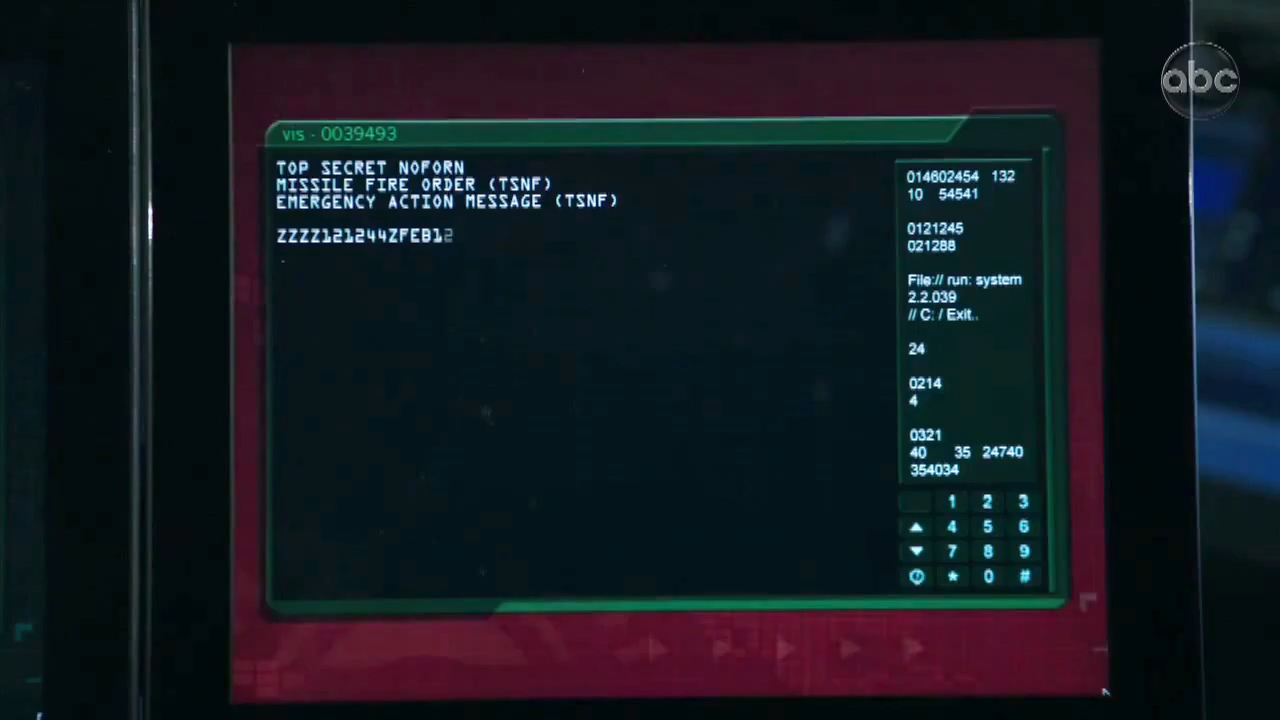 abc
vis - 0039493
TOP SECRET NOFORN
MISSILE FIRE ORDER (TSNF)
EMERGENCY ACTION MESSAGE (TSNF)
ZZZZ121244ZFEB12
014602454 132
10 54541
0121245
021288
File:// run: system
2.2.039
// C: / Exit..
24
0214
4
0321
40 35 24740
354034
1 2 3
4 5 6
7 8 9
* 0 #